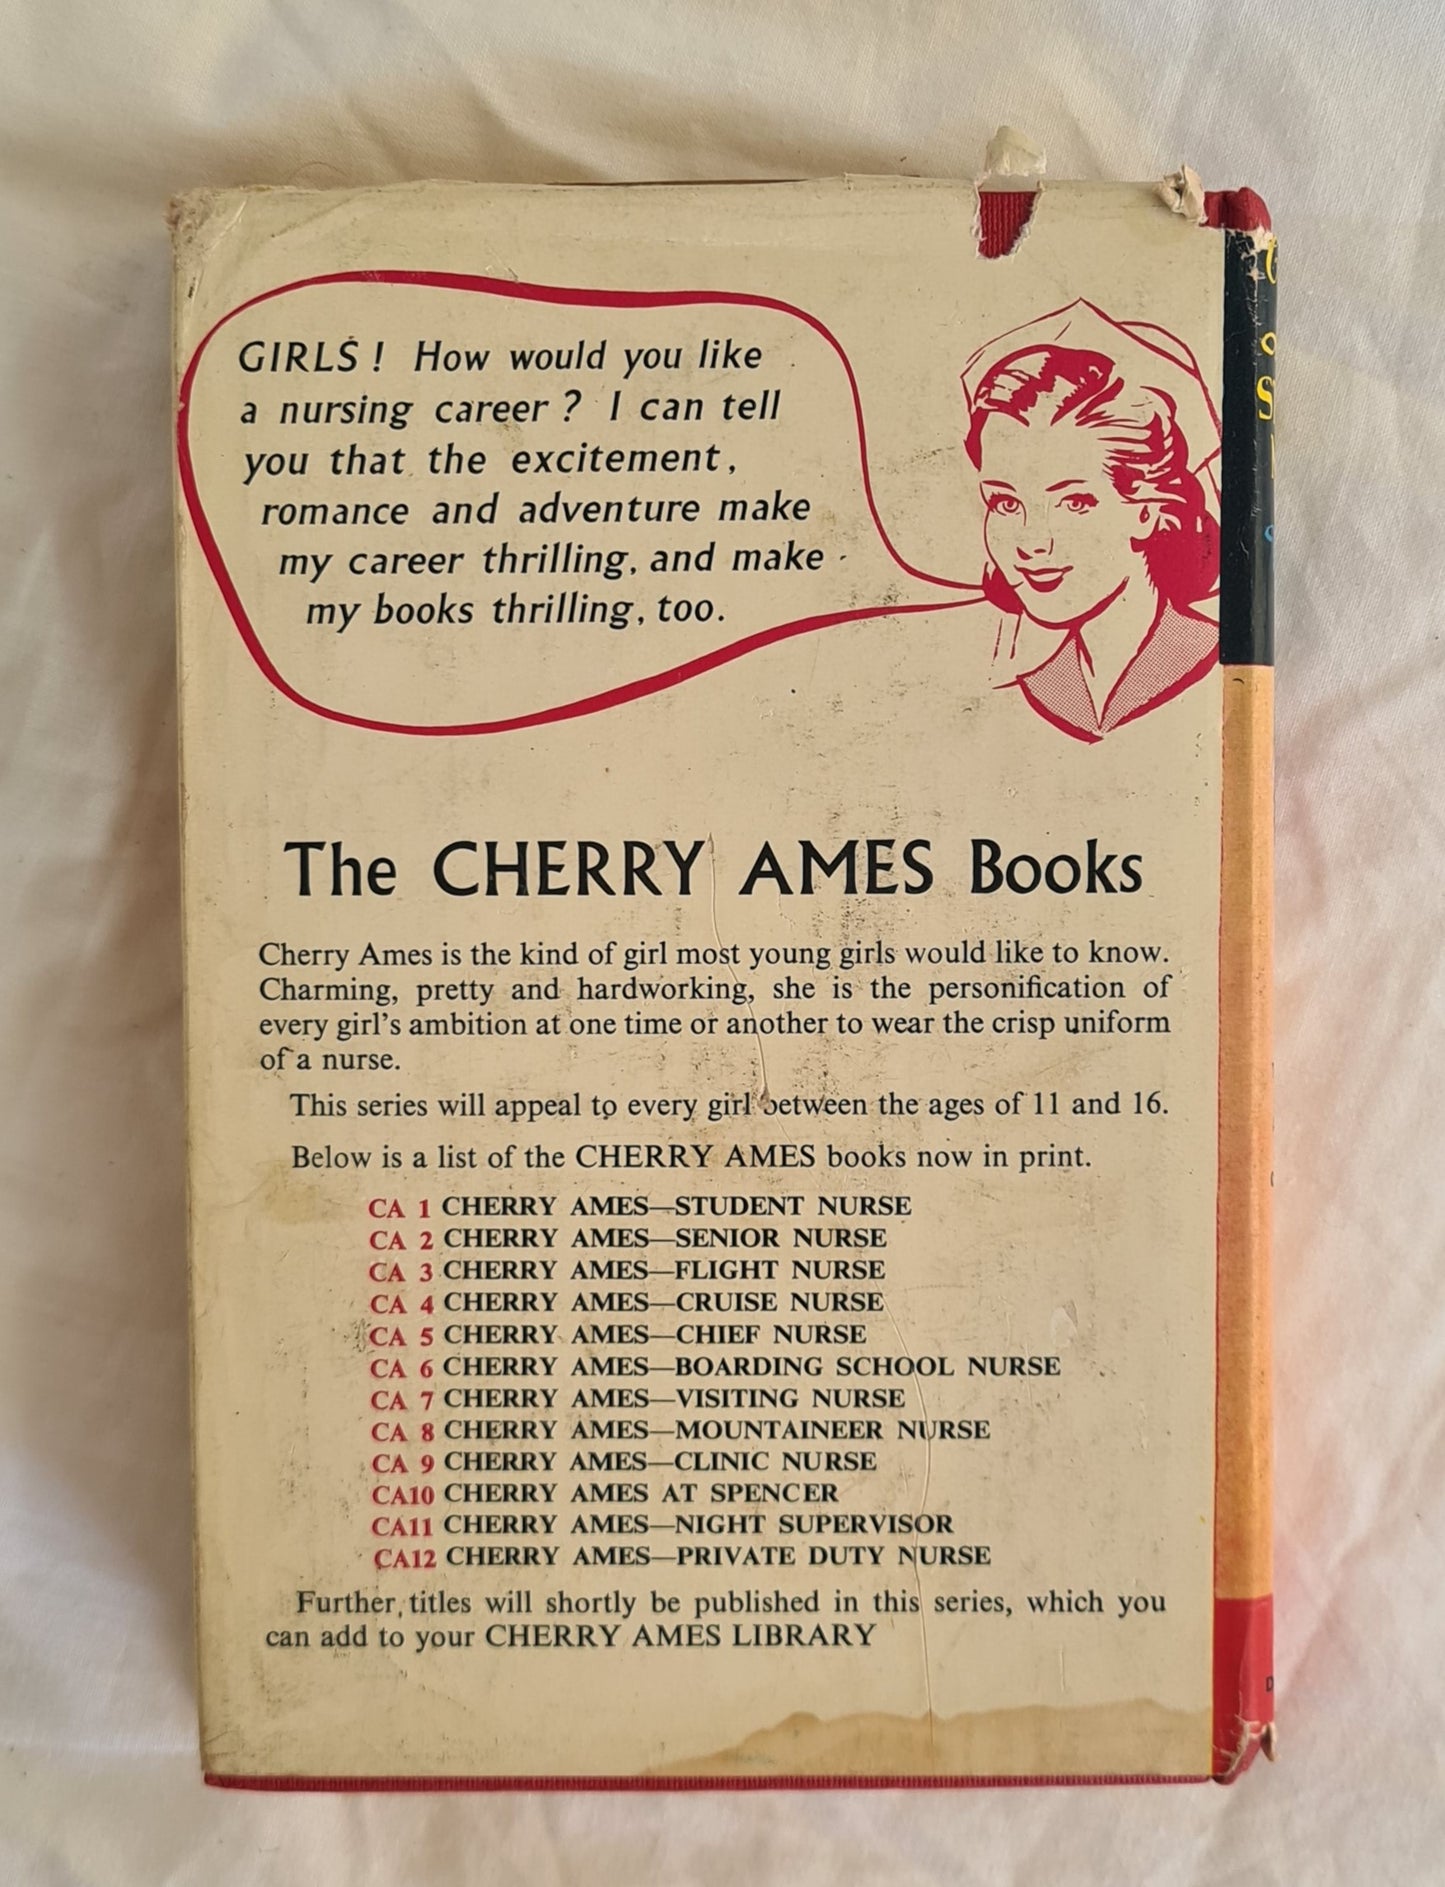 GIRLS! How would you like
a nursing career? I can tell
you that the excitement,
romance and adventure make
my career thrilling, and make
my books thrilling, too.
The CHERRY AMES Books
Cherry Ames is the kind of girl most young girls would like to know.
Charming, pretty and hardworking, she is the personification of
every girl's ambition at one time or another to wear the crisp uniform
of a nurse.
This series will appeal to every girl between the ages of 11 and 16.
Below is a list of the CHERRY AMES books now in print.
CA 1 CHERRY AMES—STUDENT NURSE
CA 2 CHERRY AMES—SENIOR NURSE
CA 3 CHERRY AMES—FLIGHT NURSE
CA 4 CHERRY AMES—CRUISE NURSE
CA 5 CHERRY AMES—CHIEF NURSE
CA 6 CHERRY AMES—BOARDING SCHOOL NURSE
CA 7 CHERRY AMES—VISITING NURSE
CA 8 CHERRY AMES—MOUNTAINEER NURSE
CA 9 CHERRY AMES—CLINIC NURSE
CA10 CHERRY AMES AT SPENCER
CA11 CHERRY AMES—NIGHT SUPERVISOR
CA12 CHERRY AMES—PRIVATE DUTY NURSE
Further titles will shortly be published in this series, which you
can add to your CHERRY AMES LIBRARY